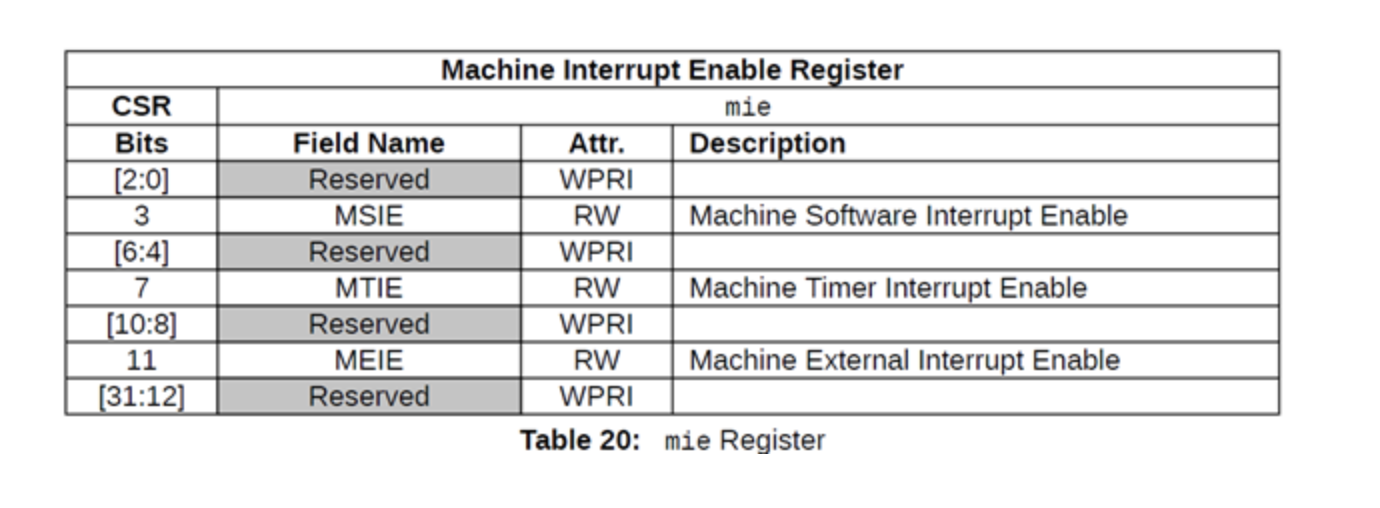 Machine Interrupt Enable Register
CSR mie
Bits Field Name Attr. Description
[2:0] Reserved WPRI
3 MSIE RW Machine Software Interrupt Enable
[6:4] Reserved WPRI
7 MTIE RW Machine Timer Interrupt Enable
[10:8] Reserved WPRI
11 MEIE RW Machine External Interrupt Enable
[31:12] Reserved WPRI
Table 20: mie Register